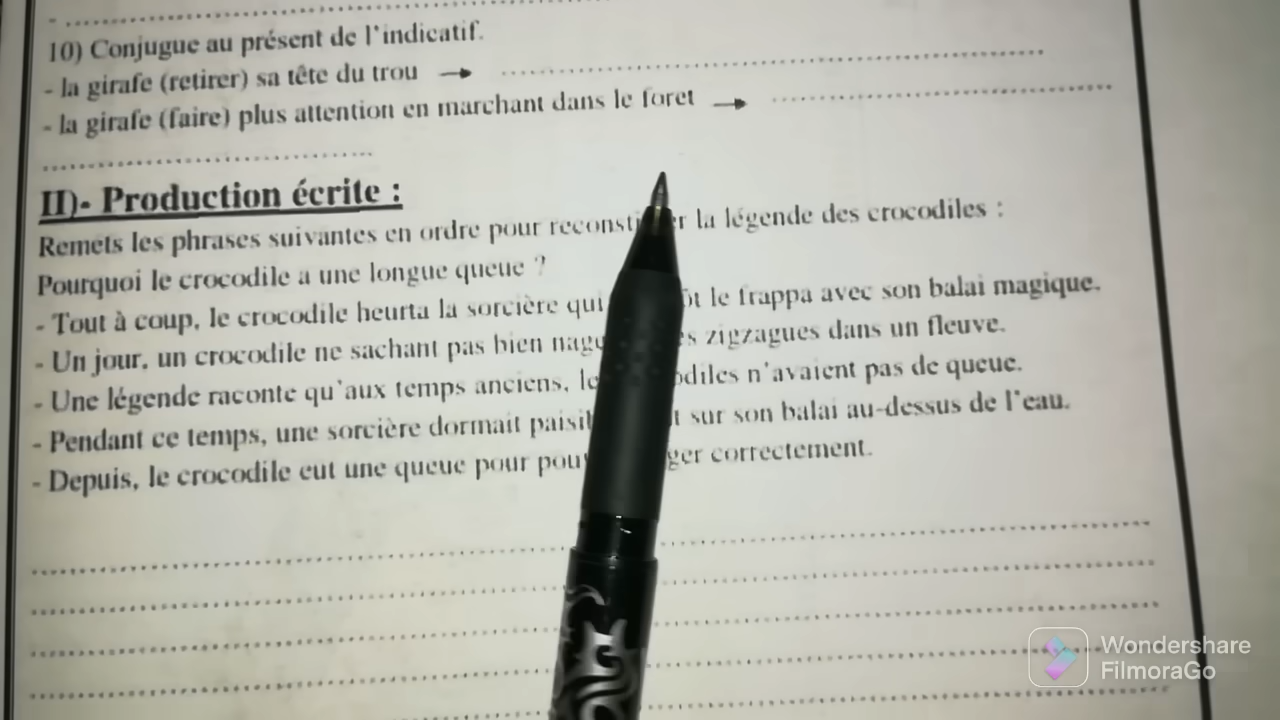 10) Conjugue au présent de l'indicatif.
- la girafe (retirer) sa tête du trou
- la girafe (faire) plus attention en marchant dans le foret
II)- Production écrite :
Remets les phrases suivantes en ordre pour la légende des crocodiles :
Pourquoi le crocodile a une longue queue ?
- Tout à coup, le crocodile heurta la sorcière qui le frappa avec son balai magique.
- Un jour, un crocodile ne sachant pas bien zigzagues dans un fleuve.
- Une légende raconte qu'aux temps anciens, n'avaient pas de queue.
- Pendant ce temps, une sorcière dormait sur son balai au-dessus de l'eau.
- Depuis, le crocodile eut une queue pour correctement.
Wondershare
FilmoraGo